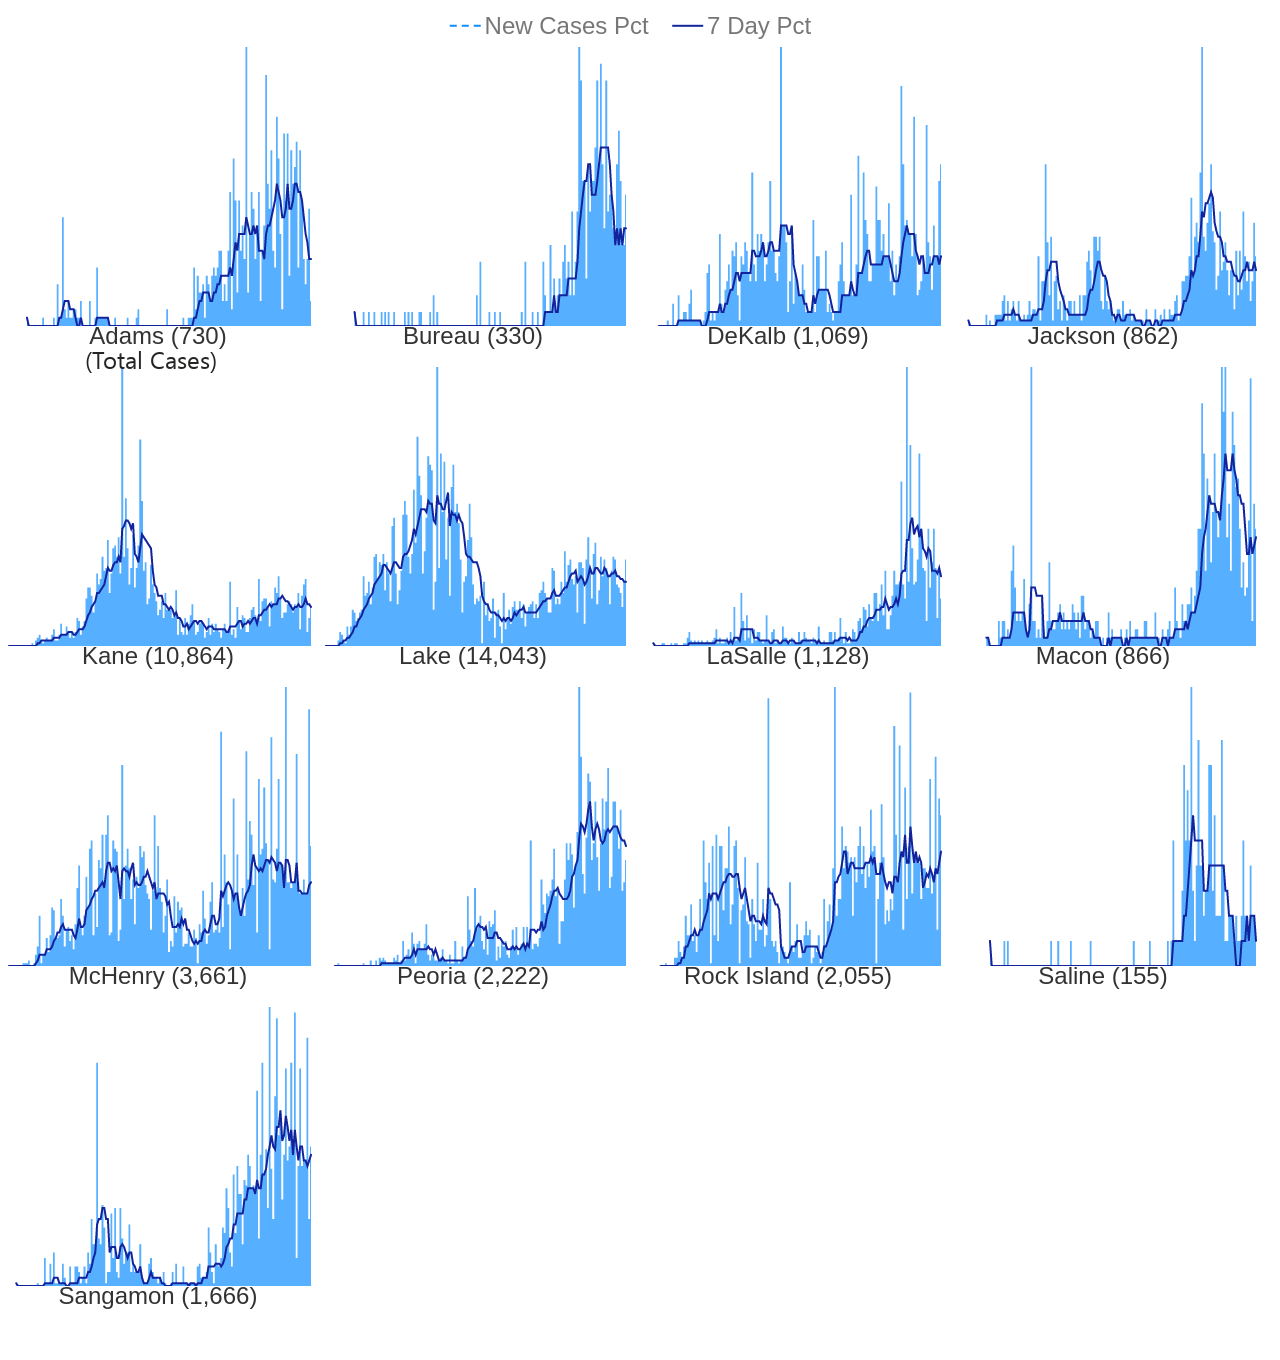 New Cases Pct 7 Day Pct
Adams (730) Bureau (330) DeKalb (1,069) Jackson (862)
(Total Cases)
Kane (10,864) Lake (14,043) LaSalle (1,128) Macon (866)
McHenry (3,661) Peoria (2,222) Rock Island (2,055) Saline (155)
Sangamon (1,666)